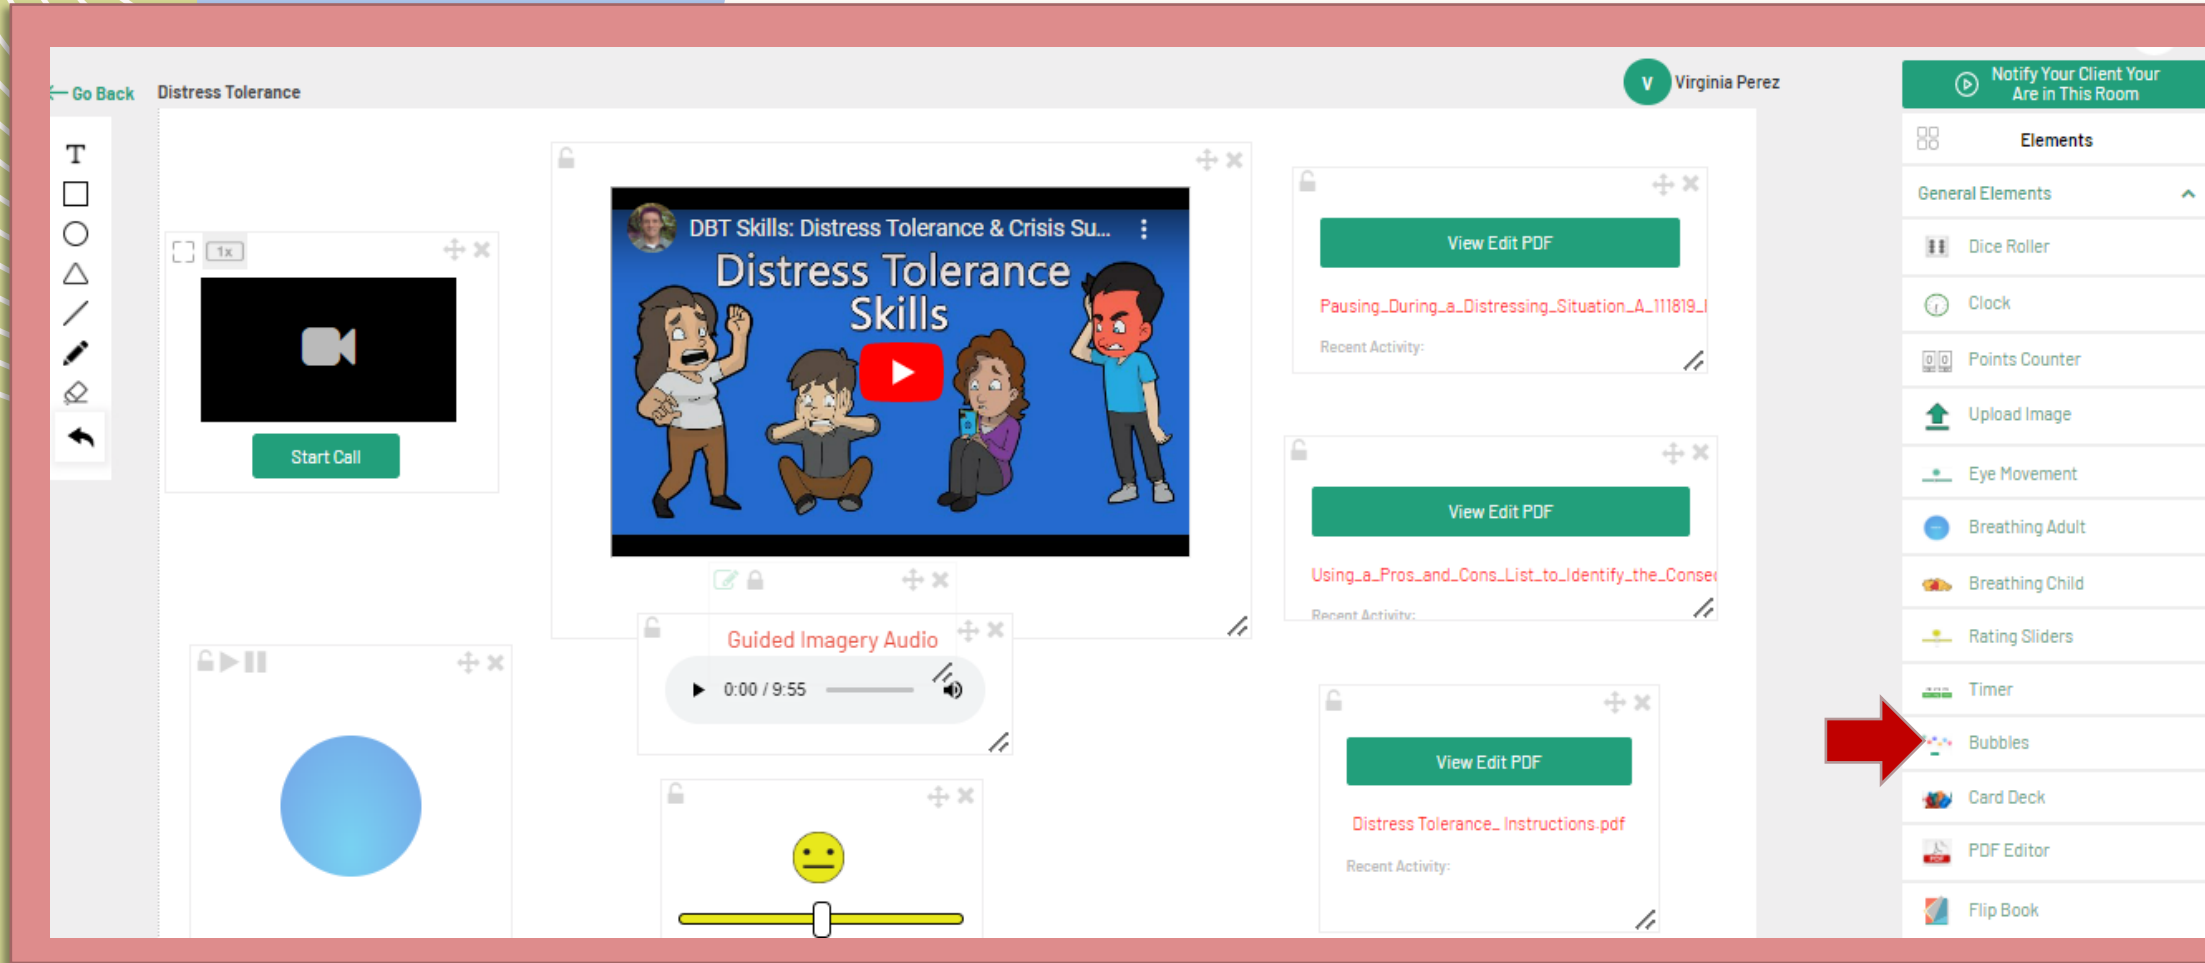 Go Back
Distress Tolerance
V
Virginia Perez
Notify Your Client Your
Are in This Room
T
Elements
General Elements
1x
Start Call
DBT Skills: Distress Tolerance & Crisis Su...
Distress Tolerance
Skills
View Edit PDF
Pausing_During_a_Distressing_Situation_A_111819_
Recent Activity:
View Edit PDF
Using_a_Pros_and_Cons_List_to_Identify_the_Conse
Recent Activity:
Guided Imagery Audio
0:00 / 9:55
View Edit PDF
Distress Tolerance_ Instructions.pdf
Recent Activity:
Dice Roller
Clock
Points Counter
Upload Image
Eye Movement
Breathing Adult
Breathing Child
Rating Sliders
Timer
Bubbles
Card Deck
PDF
PDF Editor
Flip Book